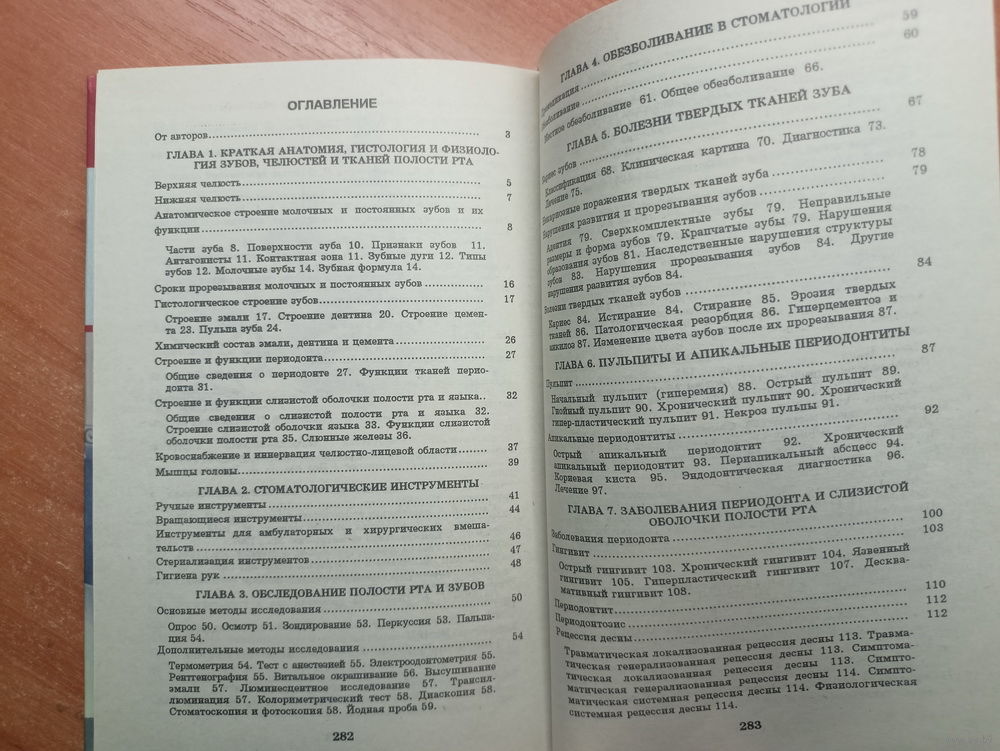 ОГЛАВЛЕНИЕ
От авторов 3
ГЛАВА 1. КРАТКАЯ АНАТОМИЯ, ГИСТОЛОГИЯ И ФИЗИОЛО-
ГИЯ ЗУБОВ, ЧЕЛЮСТЕЙ И ТКАНЕЙ ПОЛОСТИ РТА
Верхняя челюсть 5
Нижняя челюсть 7
Анатомическое строение молочных и постоянных зубов и их
функции 8
Части зуба 8. Поверхности зуба 10. Признаки зубов 11.
Антагонисты 11. Контактная зона 11. Зубные дуги 12. Типы
зубов 12. Молочные зубы 14. Зубная формула 14.
Сроки прорезывания молочных и постоянных зубов 16
Гистологическое строение зубов 17
Строение эмали 17. Строение дентина 20. Строение цемен-
та 23. Пульпа зуба 24.
Химический состав эмали, дентина и цемента 26
Строение и функции периодонта 27
Общие сведения о периодонте 27. Функции тканей перио-
донта 31.
Строение и функции слизистой оболочки полости рта и языка.. 32
Общие сведения о слизистой полости рта и языка 32.
Строение слизистой оболочки языка 33. Функции слизистой
оболочки полости рта 35. Слюнные железы 36.
Кровоснабжение и иннервация челюстно-лицевой области 37
Мышцы головы 39
ГЛАВА 2. СТОМАТОЛОГИЧЕСКИЕ ИНСТРУМЕНТЫ
Ручные инструменты 41
Вращающиеся инструменты 44
Инструменты для амбулаторных и хирургических вмеша-
тельств 46
Стерилизация инструментов 47
Гигиена рук 48
ГЛАВА 3. ОБСЛЕДОВАНИЕ ПОЛОСТИ РТА И ЗУБОВ
Основные методы исследования 50
Опрос 50. Осмотр 51. Зондирование 53. Перкуссия 53. Пальпа-
ция 54.
Дополнительные методы исследования 54
Термометрия 54. Тест с анестезией 55. Электроодонтометрия 55.
Рентгенография 55. Витальное окрашивание 56. Высушивание
эмали 57. Люминесцентное исследование 57. Трансил-
люминация 57. Колориметрический тест 58. Диаскопия 58.
Стоматоскопия и фотоскопия 58. Йодная проба 59.
282
ГЛАВА 4. ОБЕЗБОЛИВАНИЕ В СТОМАТОЛОГИИ
59
60
Местное обезболивание 61. Общее обезболивание 66.
ГЛАВА 5. БОЛЕЗНИ ТВЕРДЫХ ТКАНЕЙ ЗУБА
Кариес зубов 67
Классификация 68. Клиническая картина 70. Диагностика 73.
Лечение 75.
Некариозные поражения твердых тканей зуба 78
Нарушения развития и прорезывания зубов 79
Адентия 79. Сверхкомплектные зубы 79. Неправильные
размеры и форма зубов 79. Крапчатые зубы 79. Нарушения
образования зубов 81. Наследственные нарушения структуры
зубов 83. Нарушения прорезывания зубов 84. Другие
нарушения развития зубов 84.
Болезни твердых тканей зубов 84
Кариес 84. Истирание 84. Стирание 85. Эрозия твердых
тканей 86. Патологическая резорбция 86. Гиперцементоз и
анкилоз 87. Изменение цвета зубов после их прорезывания 87.
ГЛАВА 6. ПУЛЬПИТЫ И АПИКАЛЬНЫЕ ПЕРИОДОНТИТЫ
Пульпит 87
Начальный пульпит (гиперемия) 88. Острый пульпит 89.
Гнойный пульпит 90. Хронический пульпит 90. Хронический
гипер-пластический пульпит 91. Некроз пульпы 91.
Апикальные периодонтиты 92
Острый апикальный периодонтит 92. Хронический
апикальный периодонтит 93. Периапикальный абсцесс 94.
Корневая киста 95. Эндодонтическая диагностика 96.
Лечение 97.
ГЛАВА 7. ЗАБОЛЕВАНИЯ ПЕРИОДОНТА И СЛИЗИСТОЙ
ОБОЛОЧКИ ПОЛОСТИ РТА
Заболевания периодонта 100
Гингивит 103
Острый гингивит 103. Хронический гингивит 104. Язвенный
гингивит 105. Гиперпластический гингивит 107. Десква-
мативный гингивит 108.
Периодонтит 110
Периодонтозис 112
Рецессия десны 112
Травматическая локализованная рецессия десны 113. Травма-
тическая генерализованная рецессия десны 113. Симптома-
тическая локализованная рецессия десны 113. Симпто-
матическая генерализованная рецессия десны 114. Симпто-
матическая системная рецессия десны 114. Физиологическая
системная рецессия десны 114.
283